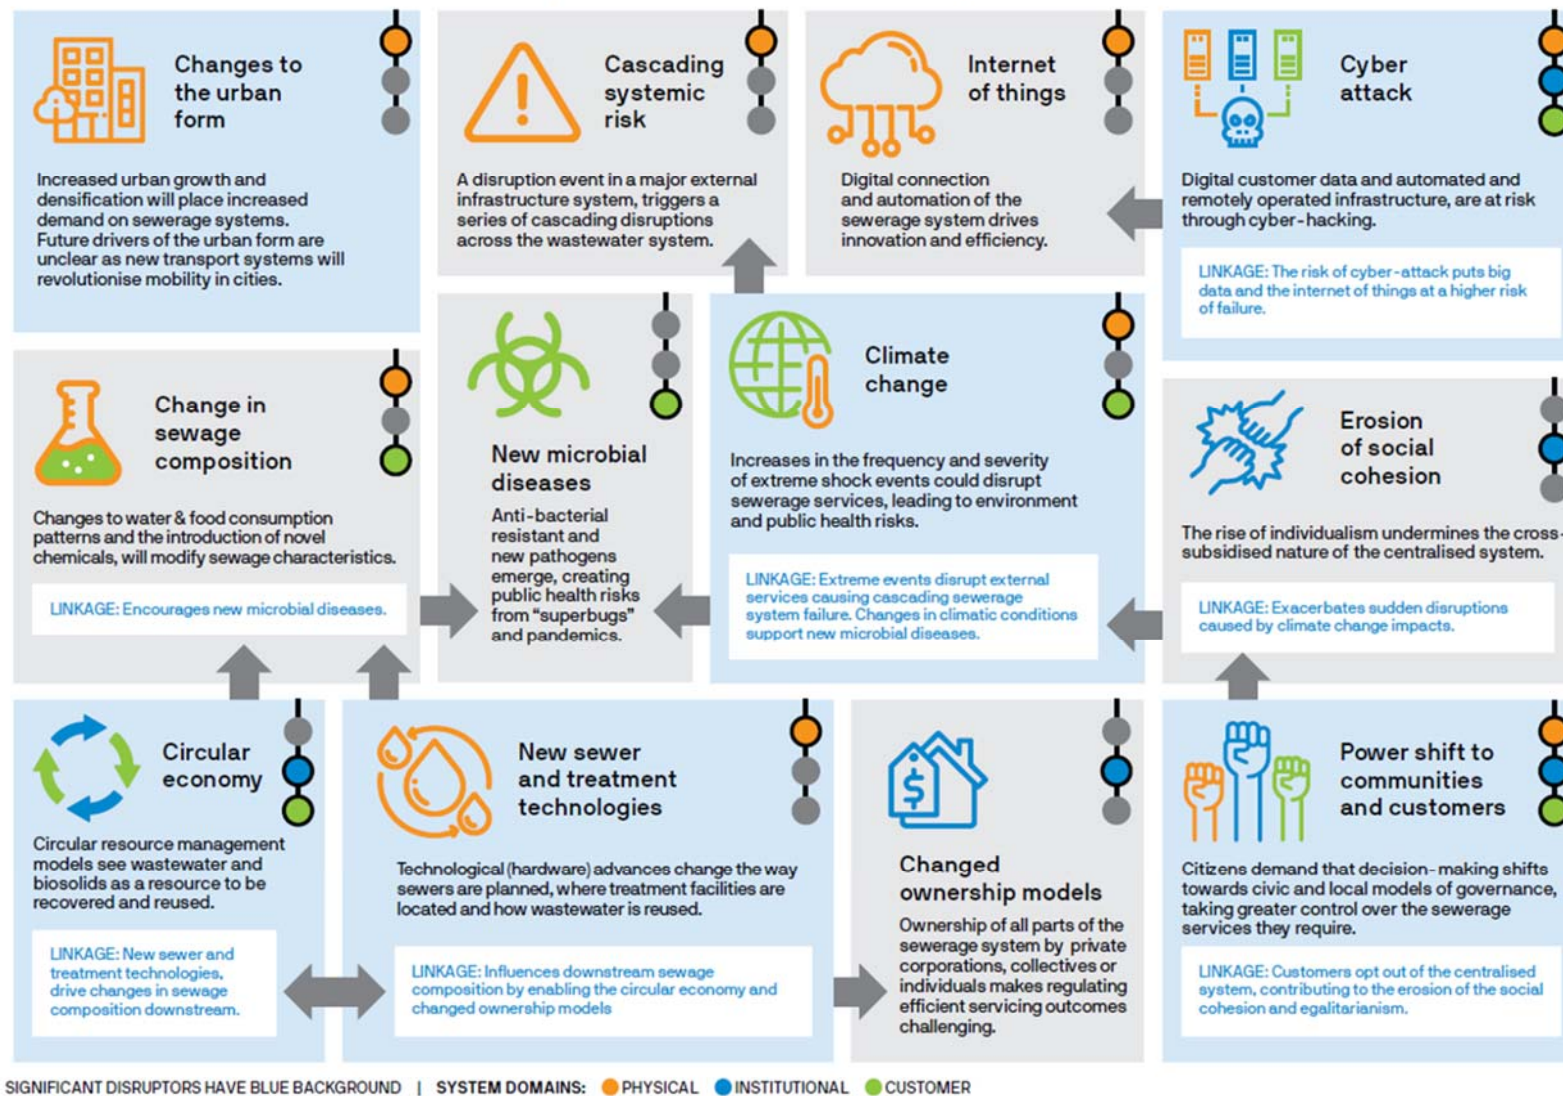 Changes to
the urban
form
Increased urban growth and
densification will place increased
demand on sewerage systems.
Future drivers of the urban form are
unclear as new transport systems will
revolutionise mobility in cities.
Cascading
systemic
risk
A disruption event in a major external
infrastructure system, triggers a
series of cascading disruptions
across the wastewater system.
Internet
of things
Digital connection
and automation of the
sewerage system drives
innovation and efficiency.
Cyber
attack
Digital customer data and automated and
remotely operated infrastructure, are at risk
through cyber-hacking.
LINKAGE: The risk of cyber-attack puts big
data and the internet of things at a higher risk
of failure.
Change in
sewage
composition
Changes to water & food consumption
patterns and the introduction of novel
chemicals, will modify sewage characteristics.
LINKAGE: Encourages new microbial diseases.
New microbial
diseases
Anti-bacterial
resistant and
new pathogens
emerge, creating
public health risks
from “superbugs”
and pandemics.
Climate
change
Increases in the frequency and severity
of extreme shock events could disrupt
sewerage services, leading to environment
and public health risks.
LINKAGE: Extreme events disrupt external
services causing cascading sewerage
system failure. Changes in climatic conditions
support new microbial diseases.
Erosion
of social
cohesion
The rise of individualism undermines the cross-
subsidised nature of the centralised system.
LINKAGE: Exacerbates sudden disruptions
caused by climate change impacts.
Circular
economy
Circular resource management
models see wastewater and
biosolids as a resource to be
recovered and reused.
LINKAGE: New sewer and
treatment technologies,
drive changes in sewage
composition downstream.
New sewer
and treatment
technologies
Technological (hardware) advances change the way
sewers are planned, where treatment facilities are
located and how wastewater is reused.
LINKAGE: Influences downstream sewage
composition by enabling the circular economy and
changed ownership models
$
Changed
ownership models
Ownership of all parts of the
sewerage system by private
corporations, collectives or
individuals makes regulating
efficient servicing outcomes
challenging.
Power shift to
communities
and customers
Citizens demand that decision-making shifts
towards civic and local models of governance,
taking greater control over the sewerage
services they require.
LINKAGE: Customers opt out of the centralised
system, contributing to the erosion of the social
cohesion and egalitarianism.
SIGNIFICANT DISRUPTORS HAVE BLUE BACKGROUND | SYSTEM DOMAINS: PHYSICAL INSTITUTIONAL CUSTOMER